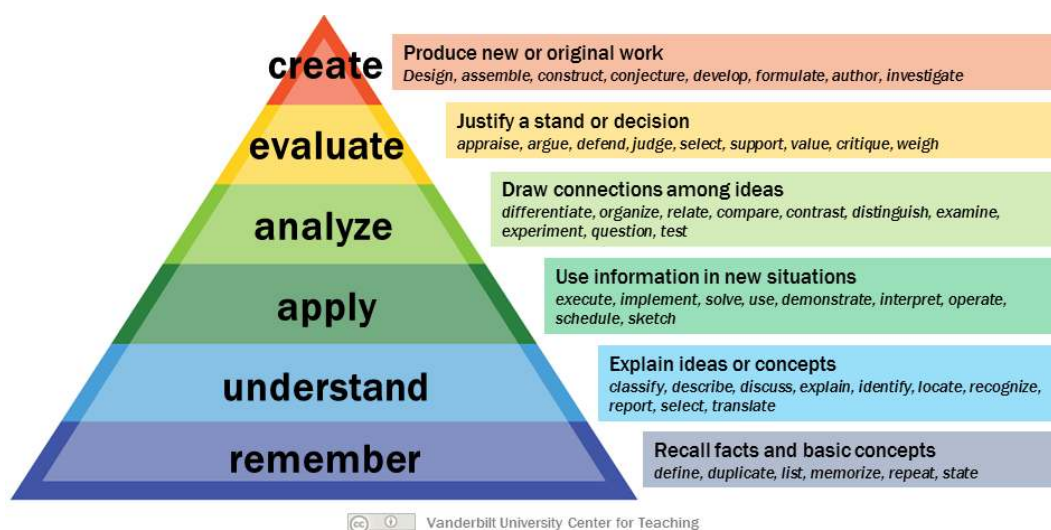 create
Produce new or original work
Design, assemble, construct, conjecture, develop, formulate, author, investigate
evaluate
Justify a stand or decision
appraise, argue, defend, judge, select, support, value, critique, weigh
analyze
Draw connections among ideas
differentiate, organize, relate, compare, contrast, distinguish, examine,
experiment, question, test
apply
Use information in new situations
execute, implement, solve, use, demonstrate, interpret, operate,
schedule, sketch
understand
Explain ideas or concepts
classify, describe, discuss, explain, identify, locate, recognize,
report, select, translate
remember
Recall facts and basic concepts
define, duplicate, list, memorize, repeat, state
cc Vanderbilt University Center for Teaching